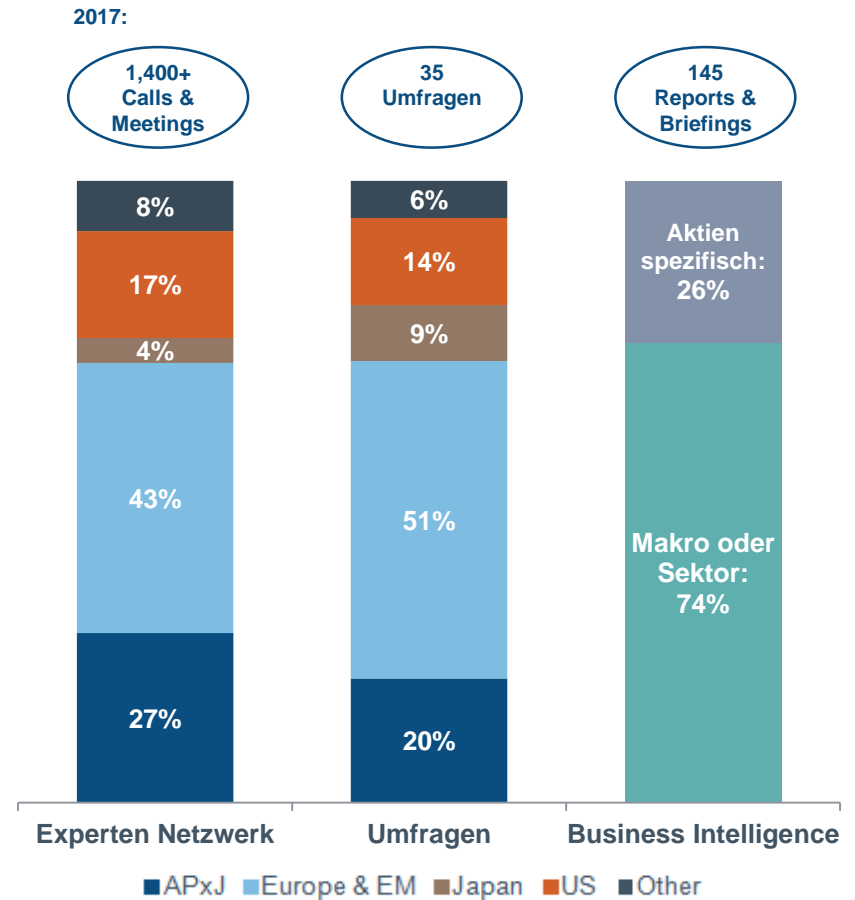 2017:
1,400+
Calls &
Meetings
35
Umfragen
145
Reports &
Briefings
8%
17%
4%
43%
27%
6%
14%
9%
51%
20%
Aktien
spezifisch:
26%
Makro oder
Sektor:
74%
Experten Netzwerk
Umfragen
Business Intelligence
APxJ Europe & EM Japan US Other